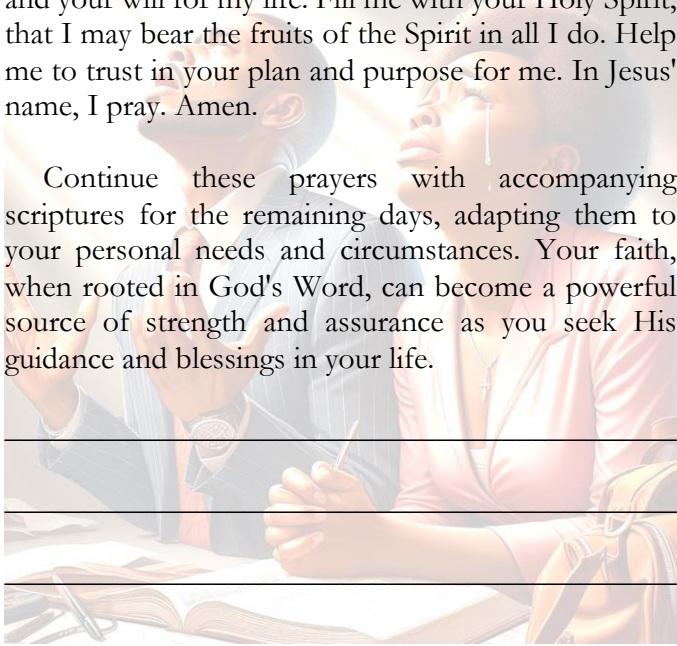 and your will for my life. Fill me with your Holy Spirit,
that I may bear the fruits of the Spirit in all I do. Help
me to trust in your plan and purpose for me. In Jesus'
name, I pray. Amen.
Continue these prayers with accompanying
scriptures for the remaining days, adapting them to
your personal needs and circumstances. Your faith,
when rooted in God's Word, can become a powerful
source of strength and assurance as you seek His
guidance and blessings in your life.